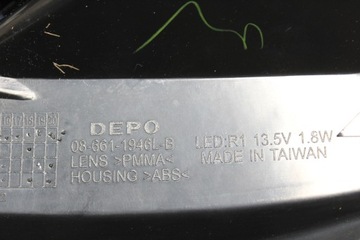 DEPO
08-661-1946L-B
LENS >PMMA<
HOUSING >ABS<
LED:R1 13.5V 1.8W
MADE IN TAIWAN